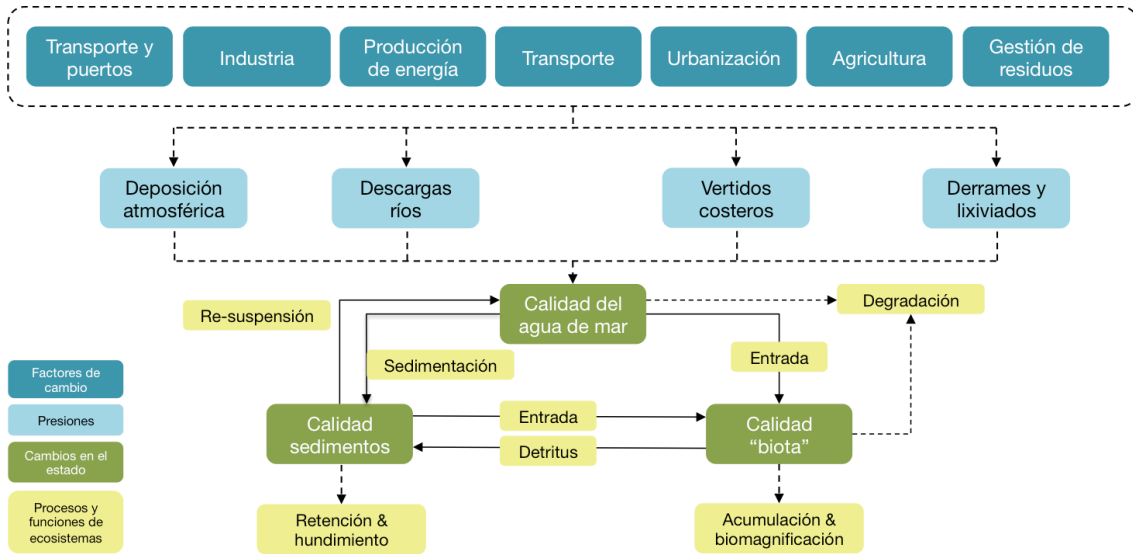 Transporte y
puertos
Industria
Producción
de energía
Transporte
Urbanización
Agricultura
Gestión de
residuos
Deposición
atmosférica
Descargas
ríos
Vertidos
costeros
Derrames y
lixiviados
Calidad del
agua de mar
Degradación
Re-suspensión
Sedimentación
Entrada
Factores de
cambio
Presiones
Cambios en el
estado
Procesos y
funciones de
ecosistemas
Calidad
sedimentos
Entrada
Detritus
Calidad
“biota”
Retención &
hundimiento
Acumulación &
biomagnificación